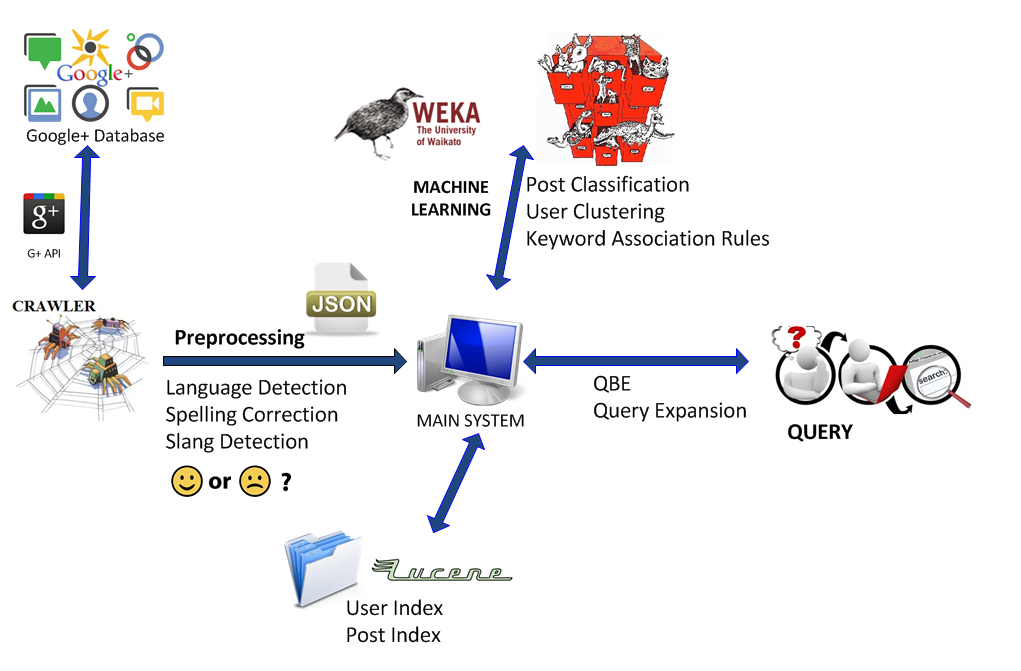 Google+
Google+ Database
g+
G+ API
CRAWLER
WEKA
The University
of Waikato
MACHINE
LEARNING
Post Classification
User Clustering
Keyword Association Rules
JSON
Preprocessing
Language Detection
Spelling Correction
Slang Detection
or ?
MAIN SYSTEM
QBE
Query Expansion
?
search
QUERY
Lucene
User Index
Post Index